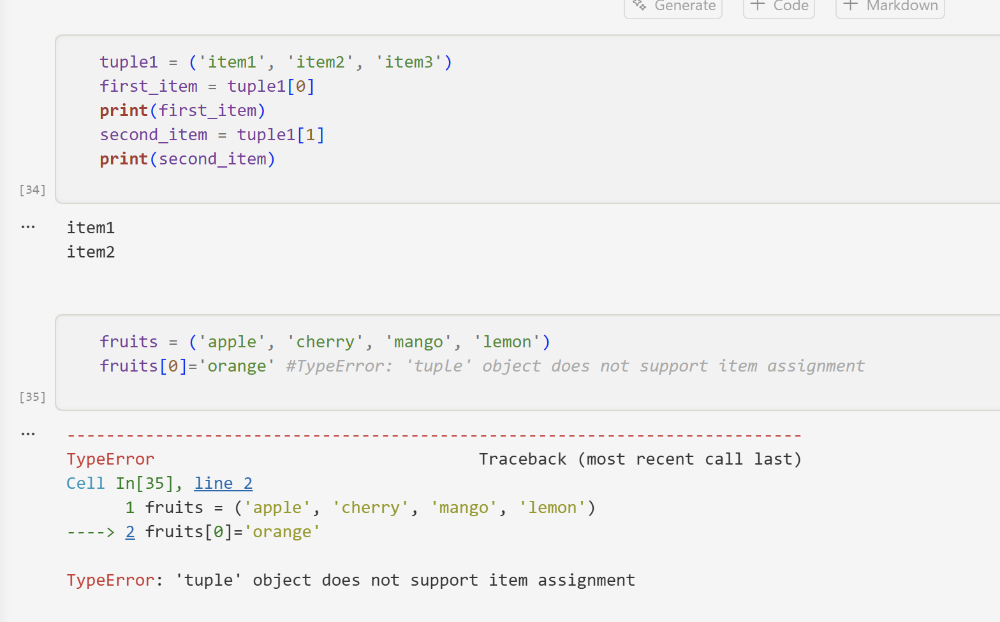 Generate + Code + Markdown
tuple1 = ('item1', 'item2', 'item3')
first_item = tuple1[0]
print(first_item)
second_item = tuple1[1]
print(second_item)
[34]
... item1
item2
fruits = ('apple', 'cherry', 'mango', 'lemon')
fruits[0]='orange' #TypeError: 'tuple' object does not support item assignment
[35]
... ---------------------------------------------------------------------------
TypeError Traceback (most recent call last)
Cell In[35], line 2
1 fruits = ('apple', 'cherry', 'mango', 'lemon')
----> 2 fruits[0]='orange'
TypeError: 'tuple' object does not support item assignment